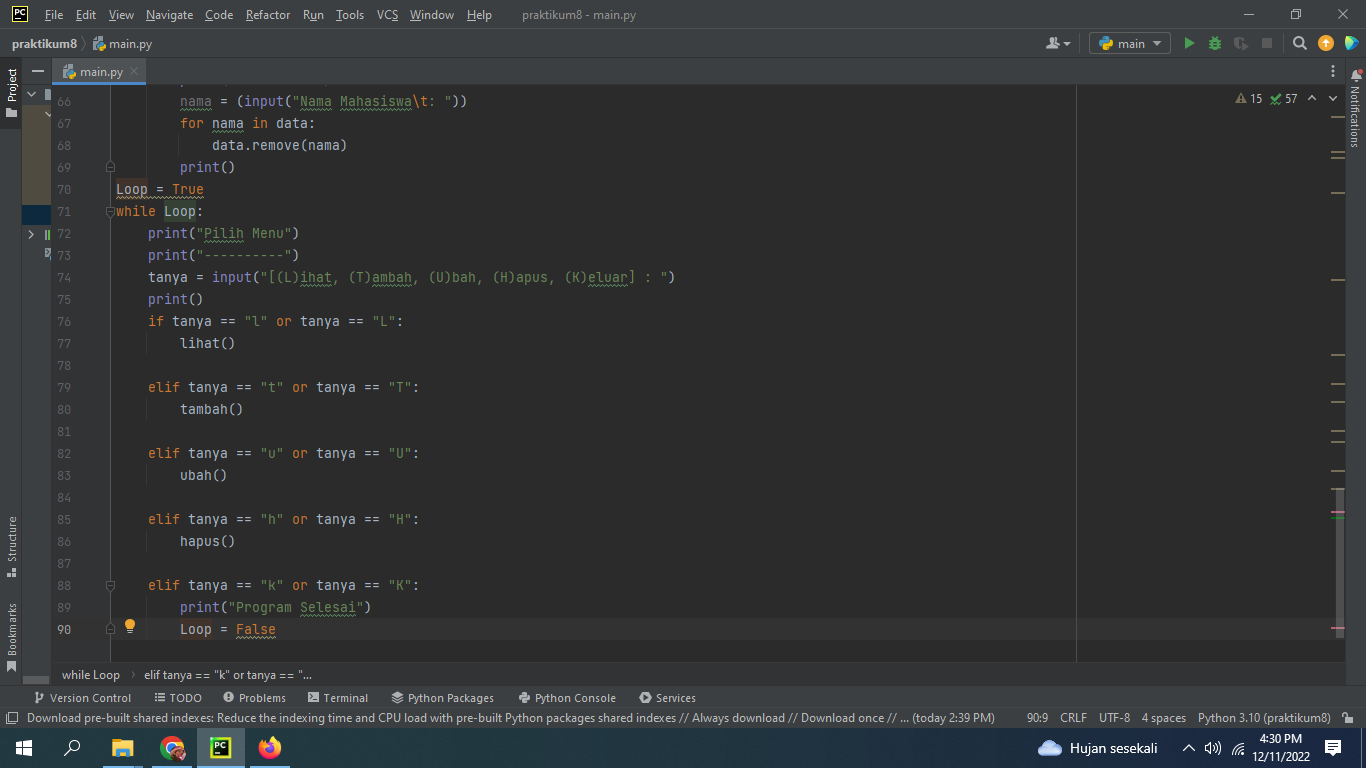 File Edit View Navigate Code Refactor Run Tools VCS Window Help praktikum8 - main.py
praktikum8 main.py main
Project main.py
66 nama = (input("Nama Mahasiswa\t: ")) 15 57
67 for nama in data:
68 data.remove(nama)
69 print()
70 Loop = True
71 while Loop:
72 print("Pilih Menu")
73 print("----------")
74 tanya = input("[(L)ihat, (T)ambah, (U)bah, (H)apus, (K)eluar] : ")
75 print()
76 if tanya == "l" or tanya == "L":
77 lihat()
78
79 elif tanya == "t" or tanya == "T":
80 tambah()
81
82 elif tanya == "u" or tanya == "U":
83 ubah()
84
85 elif tanya == "h" or tanya == "H":
86 hapus()
87
88 elif tanya == "k" or tanya == "K":
89 print("Program Selesai")
90 Loop = False
Notifications
Structure
Bookmarks
while Loop elif tanya == "k" or tanya == "...
Version Control TODO Problems Terminal Python Packages Python Console Services
Download pre-built shared indexes: Reduce the indexing time and CPU load with pre-built Python packages shared indexes // Always download // Download once // ... (today 2:39 PM) 90:9 CRLF UTF-8 4 spaces Python 3.10 (praktikum8)
PC
Hujan sesekali 4:30 PM
12/11/2022